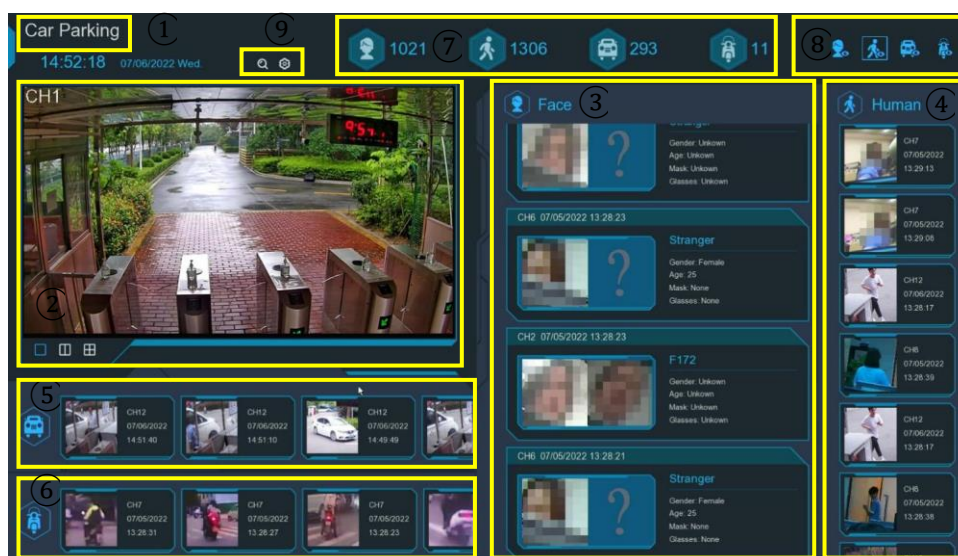 Car Parking
①
⑨
14:52:18 07/06/2022 Wed.
1021
⑦
1306
293
11
⑧
CH1
②
③
Face
Gender: Unkown
Age: Unkown
Mask: Unkown
Glasses: Unkown
CH6 07/05/2022 13:28:23
Stranger
Gender: Female
Age: 25
Mask: None
Glasses: None
CH2 07/05/2022 13:28:23
F172
Gender: Unkown
Age: Unkown
Mask: Unkown
Glasses: Unkown
CH6 07/05/2022 13:28:21
Stranger
Gender: Female
Age: 25
Mask: None
Glasses: None
Human
④
CH7
07/05/2022
13:29:13
CH7
07/05/2022
13:29:08
CH12
07/06/2022
13:28:17
CH6
07/05/2022
13:28:39
CH12
07/06/2022
13:28:17
CH6
07/05/2022
13:28:38
⑤
CH12
07/06/2022
14:51:40
CH12
07/06/2022
14:51:10
CH12
07/06/2022
14:49:49
⑥
CH7
07/05/2022
13:28:31
CH7
07/05/2022
13:28:27
CH7
07/05/2022
13:28:23